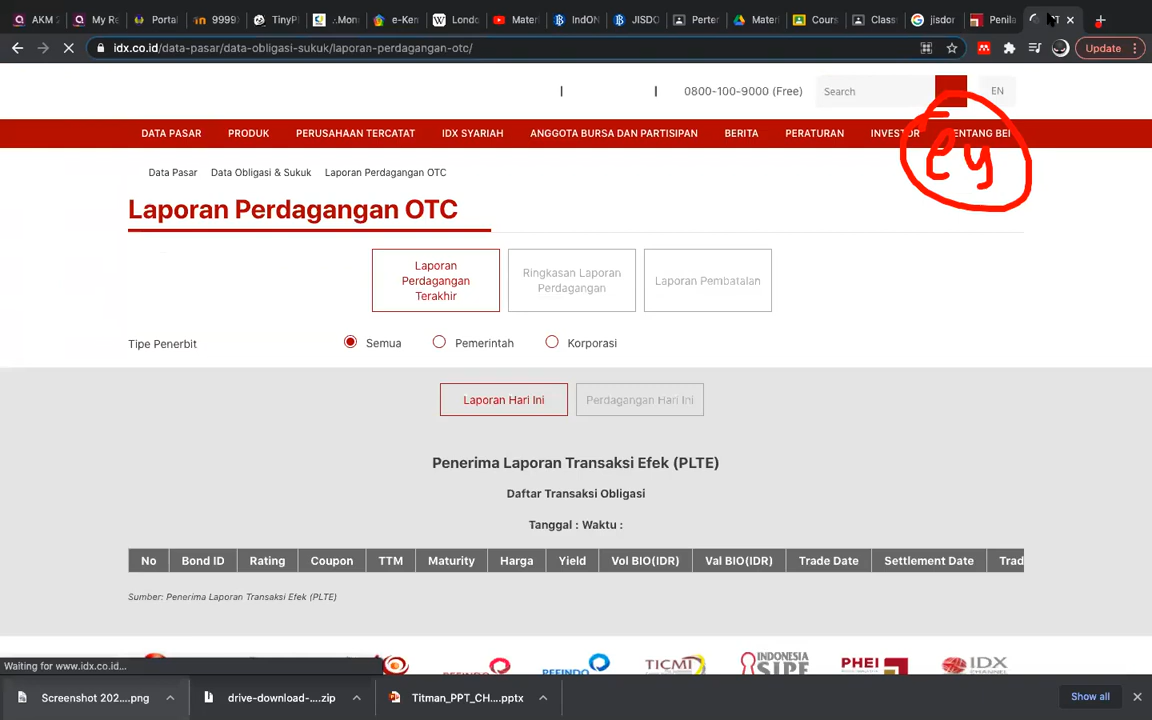 AKM 2
My Re
Portal
9999
TinyP
.:Mon
e-Ken
Lond
Mater
IndON
JISDO
Perter
Mater
Cours
Class
jisdor
Penila
idx.co.id/data-pasar/data-obligasi-sukuk/laporan-perdagangan-otc/
Update
0800-100-9000 (Free)
Search
EN
DATA PASAR
PRODUK
PERUSAHAAN TERCATAT
IDX SYARIAH
ANGGOTA BURSA DAN PARTISIPAN
BERITA
PERATURAN
INVESTOR
TENTANG BEI
ey
Data Pasar
Data Obligasi & Sukuk
Laporan Perdagangan OTC
Laporan Perdagangan OTC
Laporan
Perdagangan
Terakhir
Ringkasan Laporan
Perdagangan
Laporan Pembatalan
Tipe Penerbit
Semua
Pemerintah
Korporasi
Laporan Hari Ini
Perdagangan Hari Ini
Penerima Laporan Transaksi Efek (PLTE)
Daftar Transaksi Obligasi
Tanggal : Waktu :
No Bond ID Rating Coupon TTM Maturity Harga Yield Vol BIO(IDR) Val BIO(IDR) Trade Date Settlement Date Trad
Sumber: Penerima Laporan Transaksi Efek (PLTE)
TICMI
INDONESIA
SIPF
PHEI
IDX
Waiting for www.idx.co.id...
Screenshot 202....png
drive-download-....zip
Titman_PPT_CH....pptx
Show all